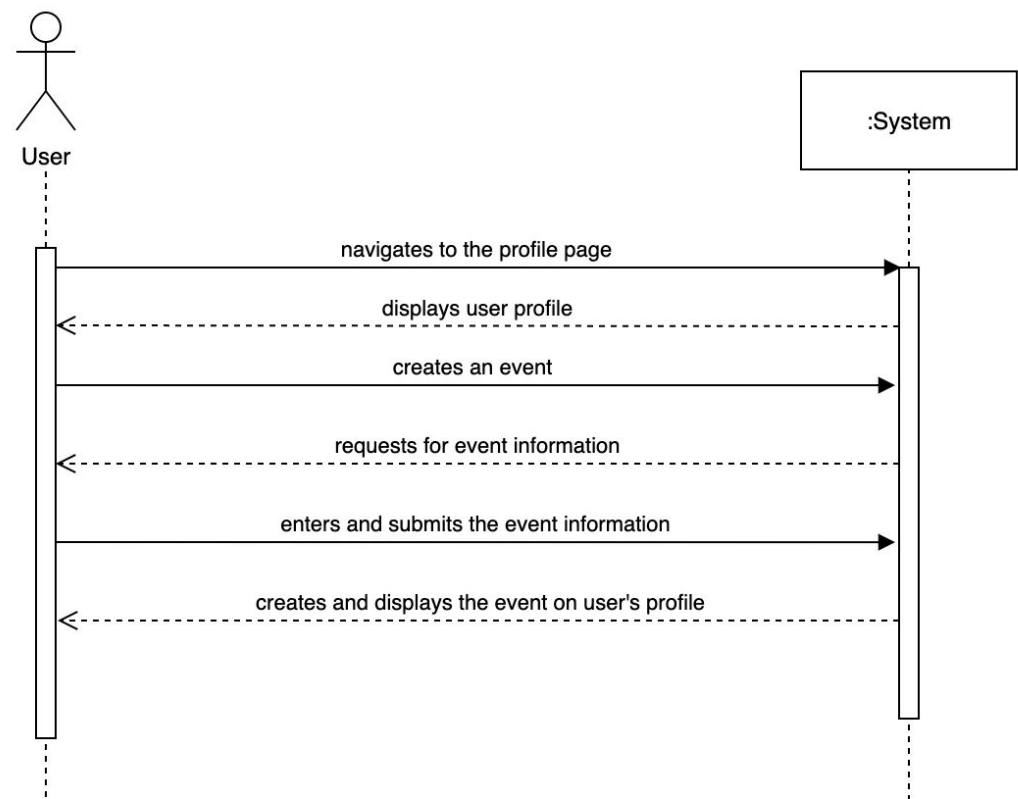 :System
User
navigates to the profile page
displays user profile
creates an event
requests for event information
enters and submits the event information
creates and displays the event on user's profile